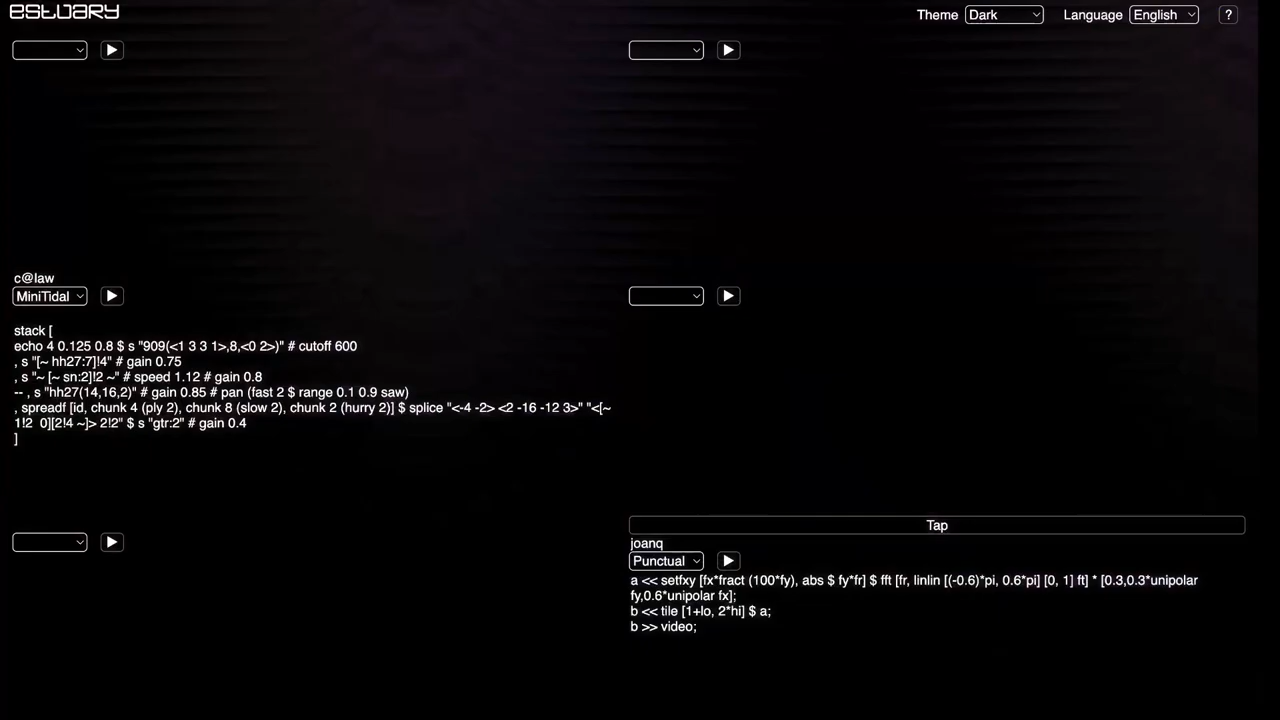 estuary
Theme Dark Language English ?
c@law
MiniTidal
stack [
echo 4 0.125 0.8 $ s "909(<1 3 3 1>,8,<0 2>)" # cutoff 600
, s "[~ hh27:7]!4" # gain 0.75
, s "~ [~ sn:2]!2 ~" # speed 1.12 # gain 0.8
-- , s "hh27(14,16,2)" # gain 0.85 # pan (fast 2 $ range 0.1 0.9 saw)
, spreadf [id, chunk 4 (ply 2), chunk 8 (slow 2), chunk 2 (hurry 2)] $ splice "<-4 -2> <2 -16 -12 3>" "<[~
1!2  0][2!4 ~]> 2!2" $ s "gtr:2" # gain 0.4
]
Tap
joanq
Punctual
a << setfxy [fx*fract (100*fy), abs $ fy*fr] $ fft [fr, linlin [(-0.6)*pi, 0.6*pi] [0, 1] ft] * [0.3,0.3*unipolar
fy,0.6*unipolar fx];
b << tile [1+lo, 2*hi] $ a;
b >> video;